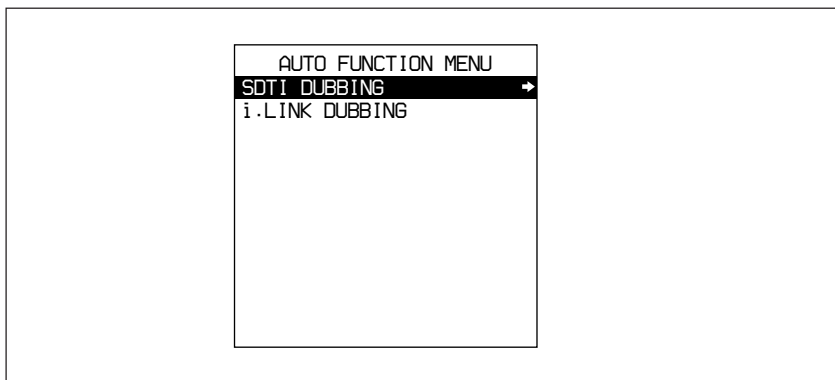 AUTO FUNCTION MENU
SDTI DUBBING →
i.LINK DUBBING